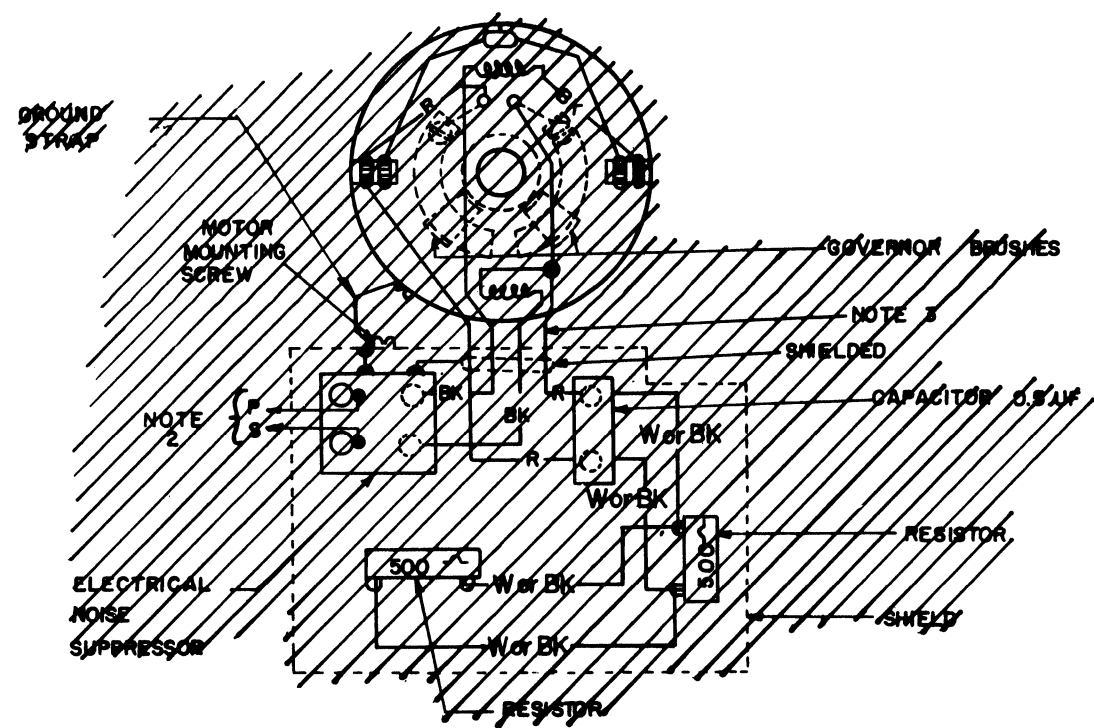 GROUND
STRAP
R
BK
MOTOR
MOUNTING
SCREW
GOVERNOR BRUSHES
NOTE 3
SHIELDED
CAPACITOR 0.5 UF
NOTE
2
P
S
BK
BK
R
R
W or BK
W or BK
500
500
RESISTOR
W or BK
W or BK
ELECTRICAL
NOISE
SUPPRESSOR
SHIELD
RESISTOR